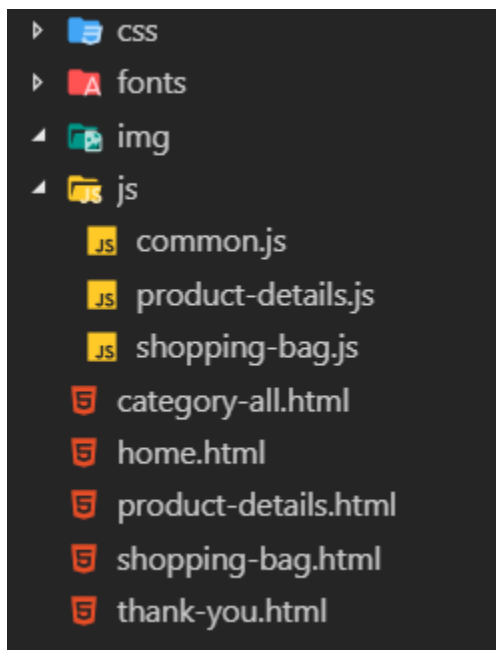 css
fonts
img
js
common.js
product-details.js
shopping-bag.js
category-all.html
home.html
product-details.html
shopping-bag.html
thank-you.html